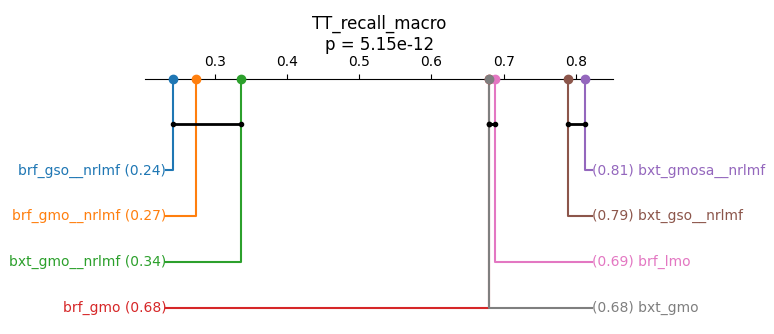 TT_recall_macro
p = 5.15e-12
0.3 0.4 0.5 0.6 0.7 0.8
brf_gso__nrlmf (0.24) (0.81) bxt_gmosa__nrlmf
brf_gmo__nrlmf (0.27) (0.79) bxt_gso__nrlmf
bxt_gmo__nrlmf (0.34) (0.69) brf_lmo
brf_gmo (0.68) (0.68) bxt_gmo